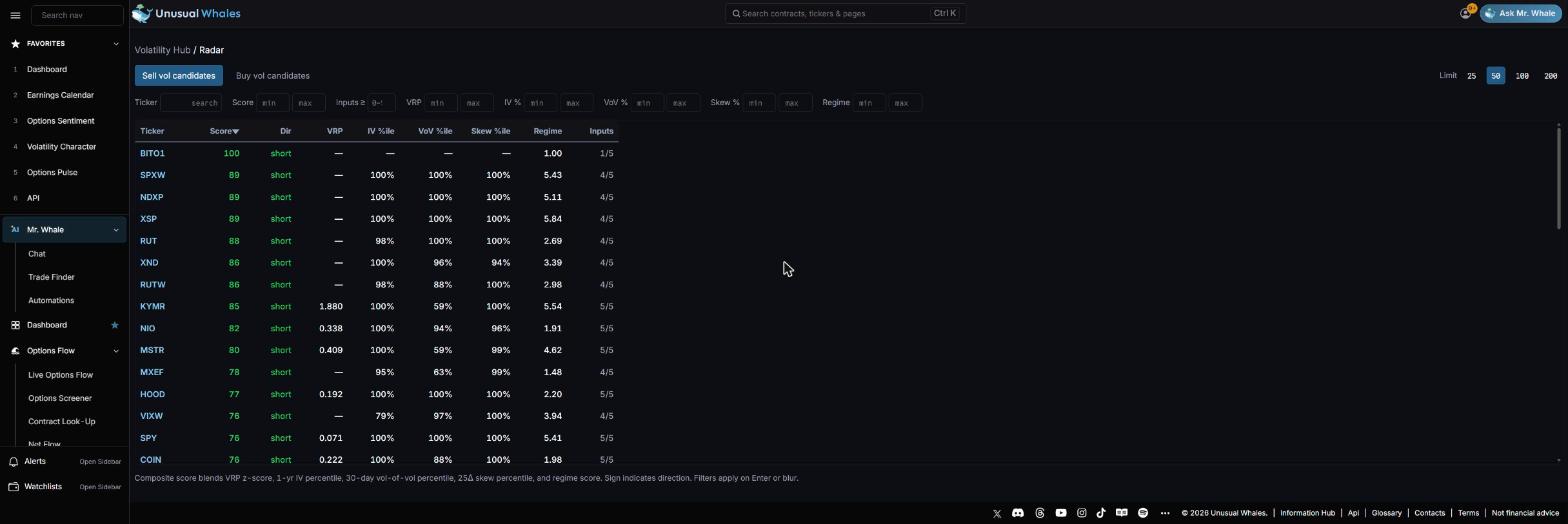 Search nav
Unusual Whales
Search contracts, tickers & pages Ctrl K
9+
Ask Mr. Whale
FAVORITES
1 Dashboard
2 Earnings Calendar
3 Options Sentiment
4 Volatility Character
5 Options Pulse
6 API
AI Mr. Whale
Chat
Trade Finder
Automations
Dashboard
Options Flow
Live Options Flow
Options Screener
Contract Look-Up
Net Flow
Alerts Open Sidebar
Watchlists Open Sidebar
Volatility Hub / Radar
Sell vol candidates Buy vol candidates Limit 25 50 100 200
Ticker search Score min max Inputs ≥ VRP min max IV % min max VoV % min max Skew % min max Regime min max
Ticker Score▼ Dir VRP IV %ile VoV %ile Skew %ile Regime Inputs
BITO1 100 short — — — — 1.00 1/5
SPXW 89 short — 100% 100% 100% 5.43 4/5
NDXP 89 short — 100% 100% 100% 5.11 4/5
XSP 89 short — 100% 100% 100% 5.84 4/5
RUT 88 short — 98% 100% 100% 2.69 4/5
XND 86 short — 100% 96% 94% 3.39 4/5
RUTW 86 short — 98% 88% 100% 2.98 4/5
KYMR 85 short 1.880 100% 59% 100% 5.54 5/5
NIO 82 short 0.338 100% 94% 96% 1.91 5/5
MSTR 80 short 0.409 100% 59% 99% 4.62 5/5
MXEF 78 short — 95% 63% 99% 1.48 4/5
HOOD 77 short 0.192 100% 100% 100% 2.20 5/5
VIXW 76 short — 79% 97% 100% 3.94 4/5
SPY 76 short 0.071 100% 100% 100% 5.41 5/5
COIN 76 short 0.222 100% 88% 100% 1.98 5/5
Composite score blends VRP z-score, 1-yr IV percentile, 30-day vol-of-vol percentile, 25Δ skew percentile, and regime score. Sign indicates direction. Filters apply on Enter or blur.
© 2026 Unusual Whales. | Information Hub | Api | Glossary | Contacts | Terms | Not financial advice